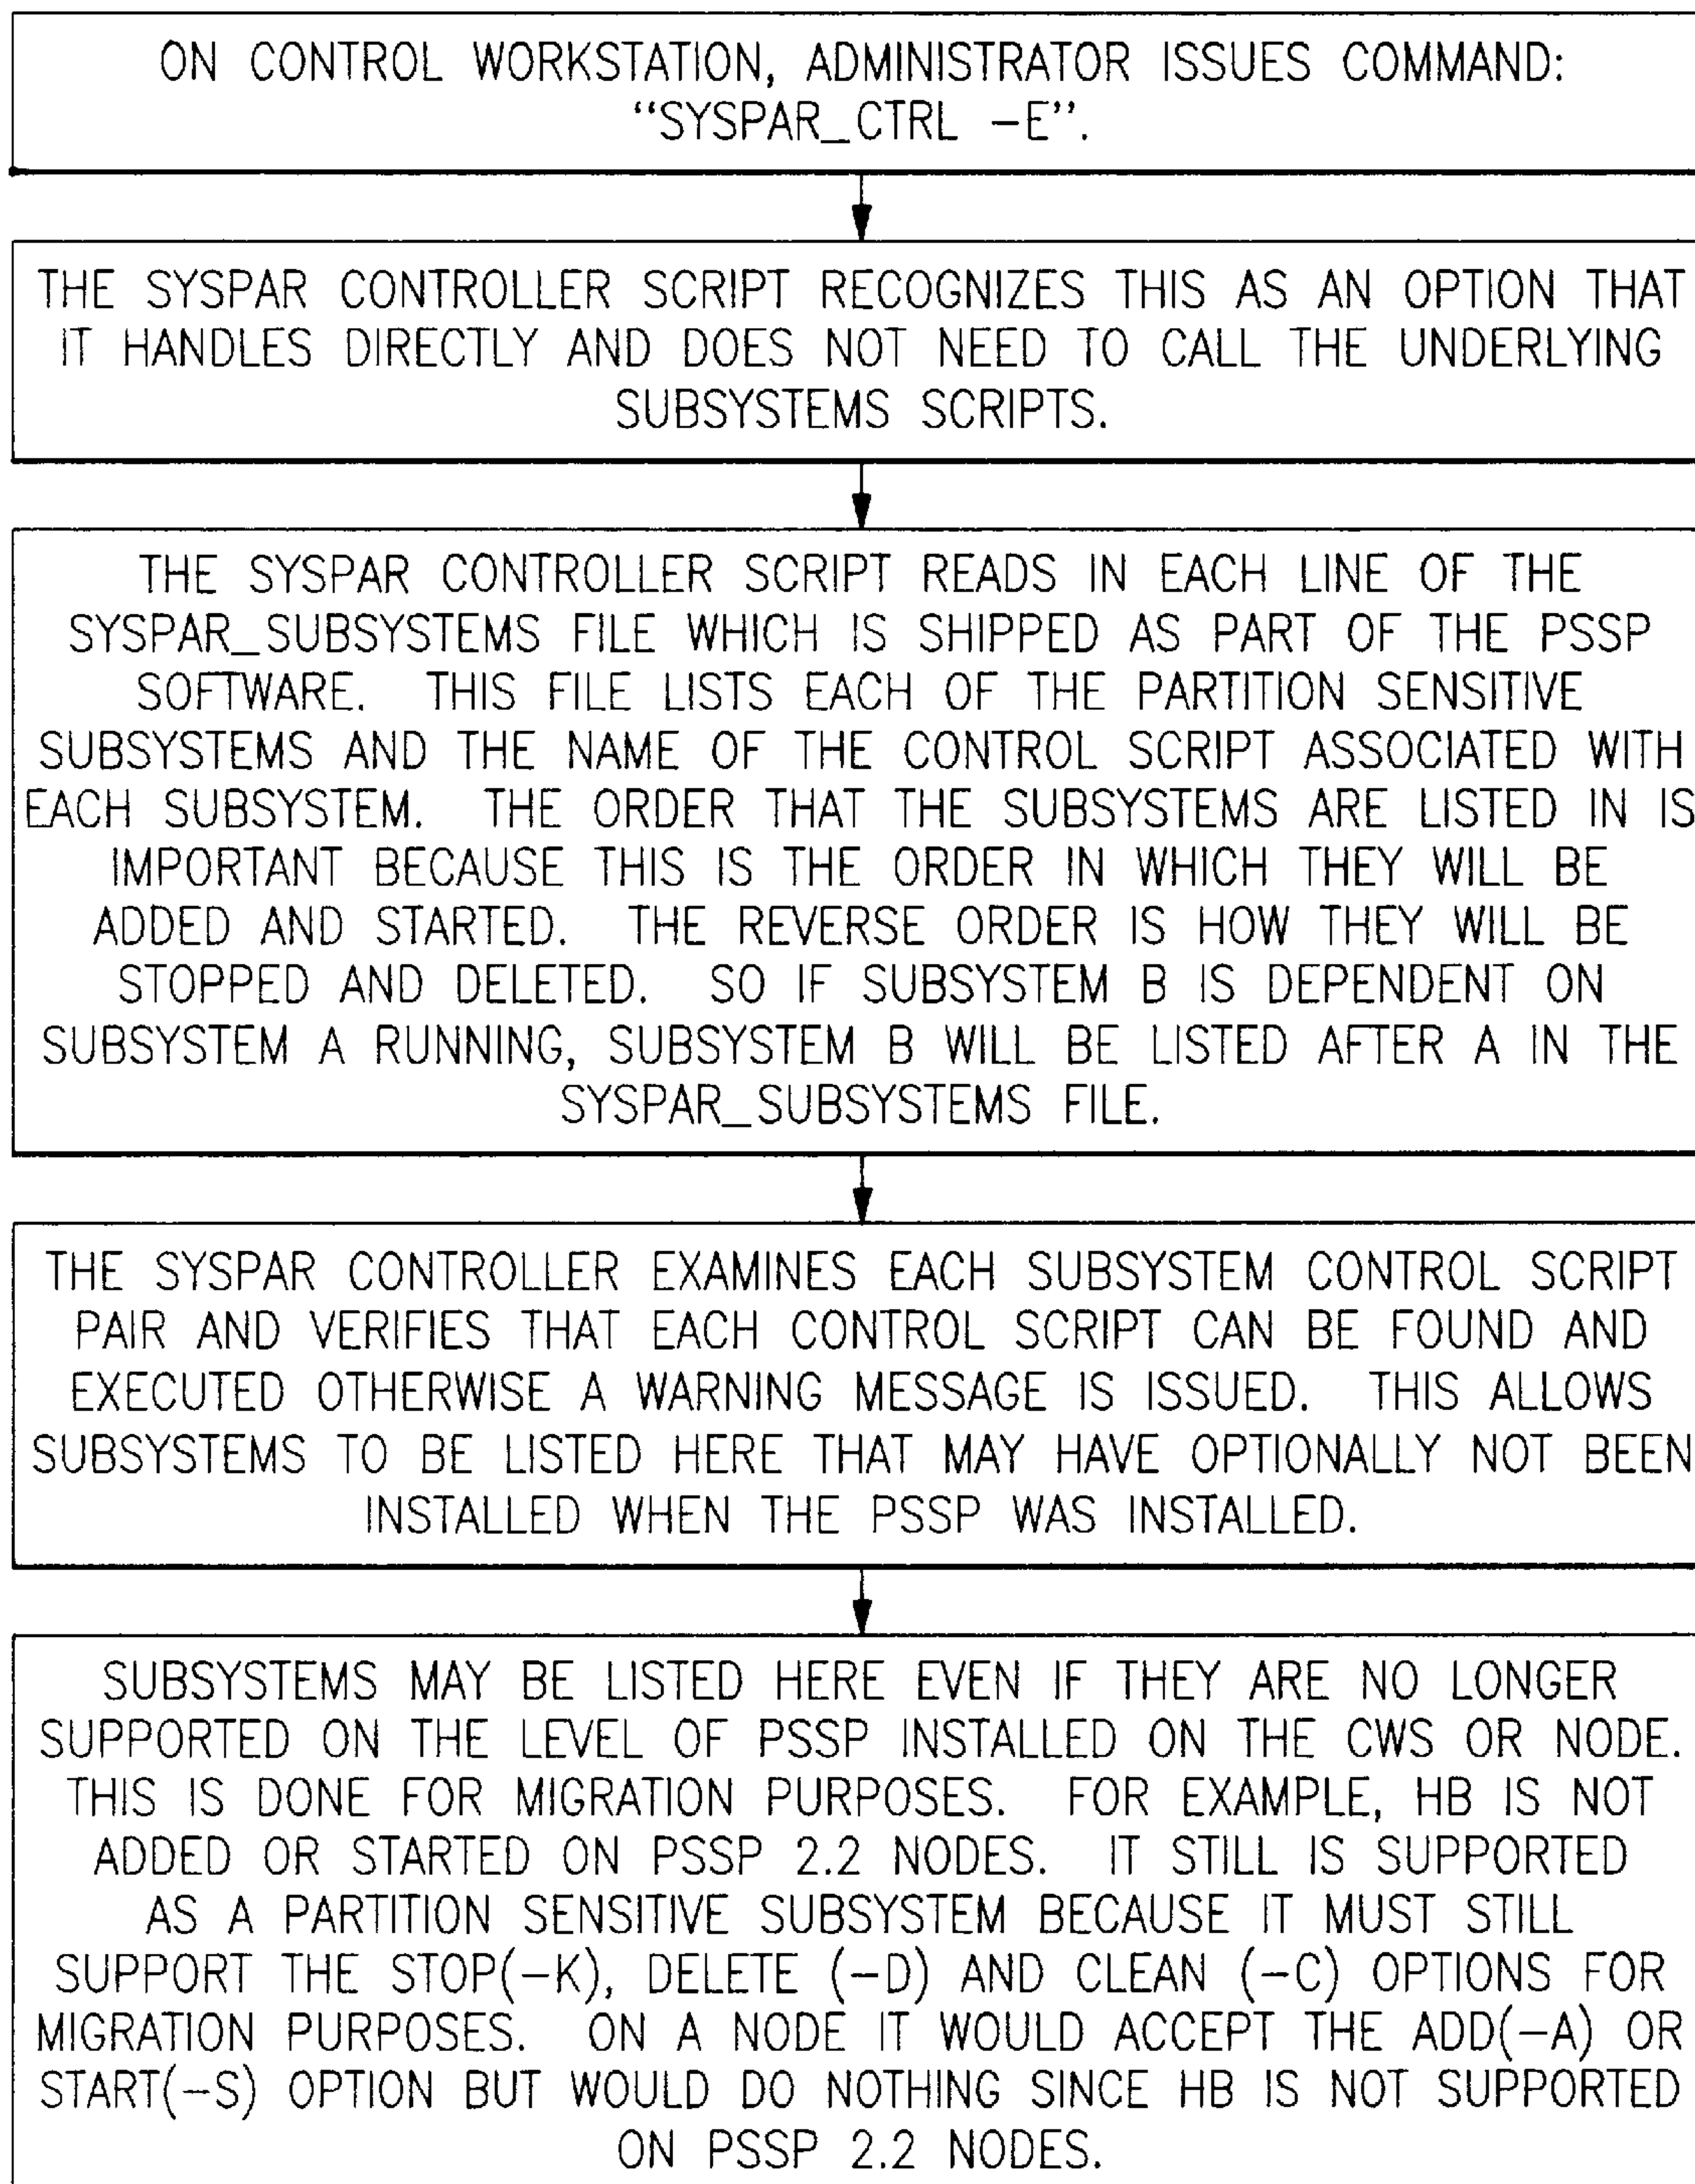 ON CONTROL WORKSTATION, ADMINISTRATOR ISSUES COMMAND:
“SYSPAR_CTRL –E”.
THE SYSPAR CONTROLLER SCRIPT RECOGNIZES THIS AS AN OPTION THAT
IT HANDLES DIRECTLY AND DOES NOT NEED TO CALL THE UNDERLYING
SUBSYSTEMS SCRIPTS.
THE SYSPAR CONTROLLER SCRIPT READS IN EACH LINE OF THE
SYSPAR_SUBSYSTEMS FILE WHICH IS SHIPPED AS PART OF THE PSSP
SOFTWARE. THIS FILE LISTS EACH OF THE PARTITION SENSITIVE
SUBSYSTEMS AND THE NAME OF THE CONTROL SCRIPT ASSOCIATED WITH
EACH SUBSYSTEM. THE ORDER THAT THE SUBSYSTEMS ARE LISTED IN IS
IMPORTANT BECAUSE THIS IS THE ORDER IN WHICH THEY WILL BE
ADDED AND STARTED. THE REVERSE ORDER IS HOW THEY WILL BE
STOPPED AND DELETED. SO IF SUBSYSTEM B IS DEPENDENT ON
SUBSYSTEM A RUNNING, SUBSYSTEM B WILL BE LISTED AFTER A IN THE
SYSPAR_SUBSYSTEMS FILE.
THE SYSPAR CONTROLLER EXAMINES EACH SUBSYSTEM CONTROL SCRIPT
PAIR AND VERIFIES THAT EACH CONTROL SCRIPT CAN BE FOUND AND
EXECUTED OTHERWISE A WARNING MESSAGE IS ISSUED. THIS ALLOWS
SUBSYSTEMS TO BE LISTED HERE THAT MAY HAVE OPTIONALLY NOT BEEN
INSTALLED WHEN THE PSSP WAS INSTALLED.
SUBSYSTEMS MAY BE LISTED HERE EVEN IF THEY ARE NO LONGER
SUPPORTED ON THE LEVEL OF PSSP INSTALLED ON THE CWS OR NODE.
THIS IS DONE FOR MIGRATION PURPOSES. FOR EXAMPLE, HB IS NOT
ADDED OR STARTED ON PSSP 2.2 NODES. IT STILL IS SUPPORTED
AS A PARTITION SENSITIVE SUBSYSTEM BECAUSE IT MUST STILL
SUPPORT THE STOP(–K), DELETE (–D) AND CLEAN (–C) OPTIONS FOR
MIGRATION PURPOSES. ON A NODE IT WOULD ACCEPT THE ADD(–A) OR
START(–S) OPTION BUT WOULD DO NOTHING SINCE HB IS NOT SUPPORTED
ON PSSP 2.2 NODES.